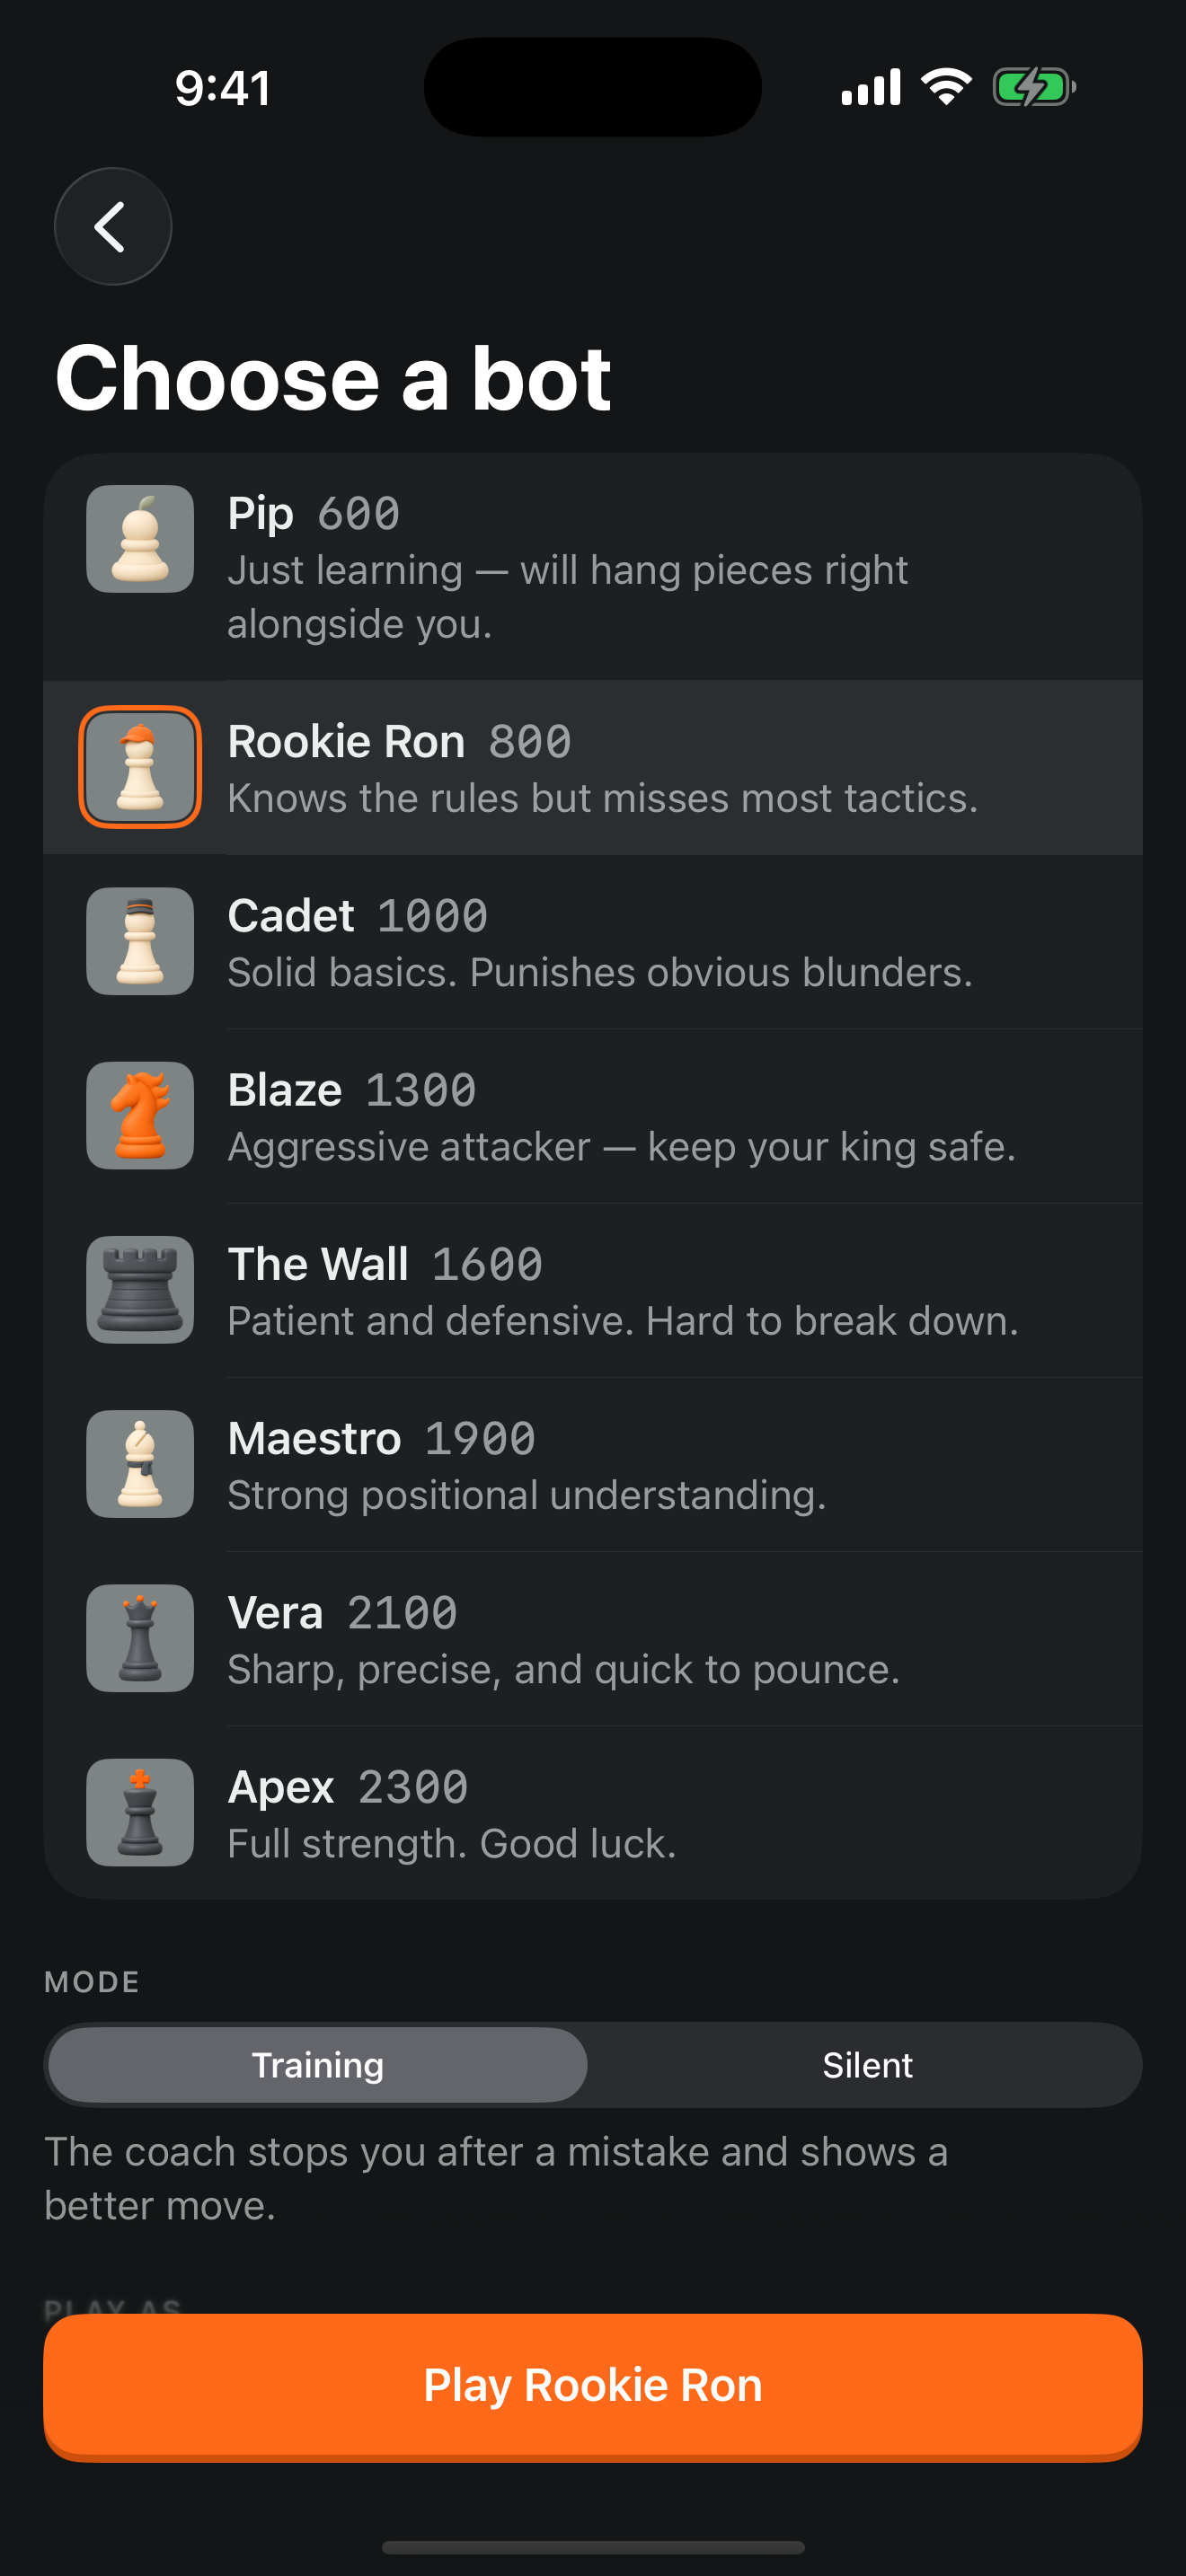 9:41
Choose a bot
Pip 600
Just learning — will hang pieces right
alongside you.
Rookie Ron 800
Knows the rules but misses most tactics.
Cadet 1000
Solid basics. Punishes obvious blunders.
Blaze 1300
Aggressive attacker — keep your king safe.
The Wall 1600
Patient and defensive. Hard to break down.
Maestro 1900
Strong positional understanding.
Vera 2100
Sharp, precise, and quick to pounce.
Apex 2300
Full strength. Good luck.
MODE
Training Silent
The coach stops you after a mistake and shows a
better move.
PLAY AS
Play Rookie Ron